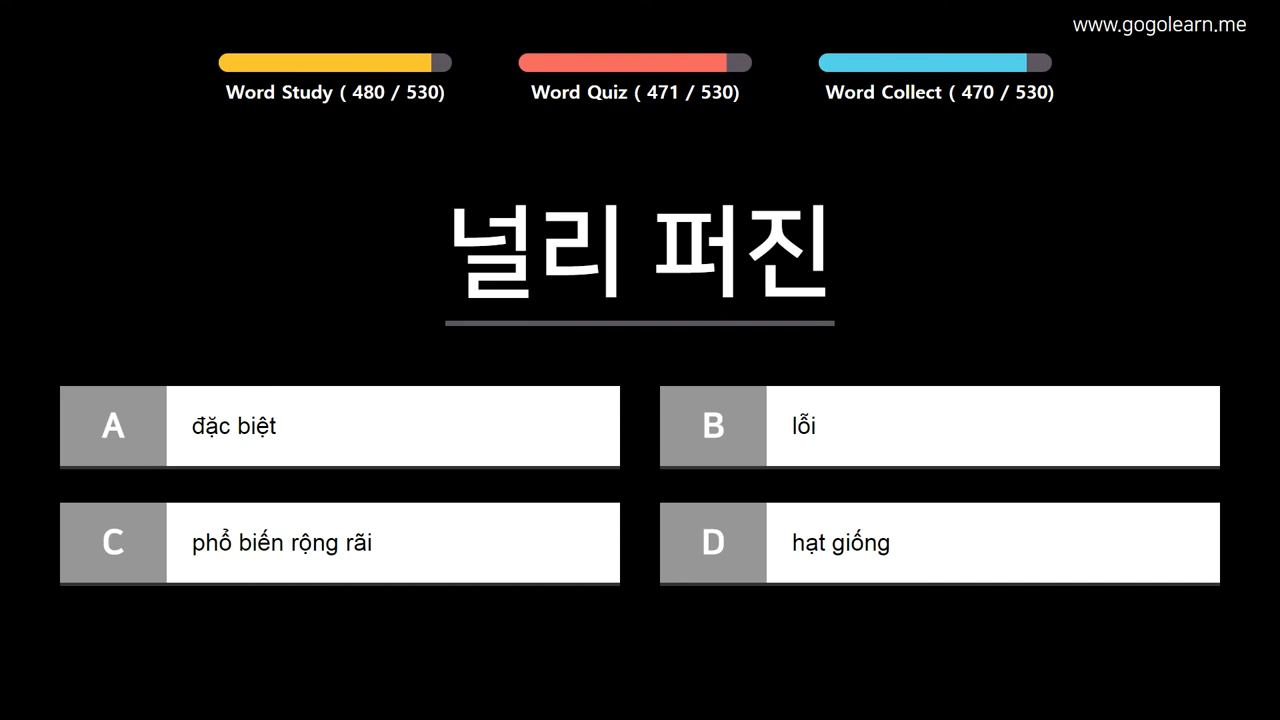 www.gogolearn.me
Word Study ( 480 / 530)
Word Quiz ( 471 / 530)
Word Collect ( 470 / 530)
널리 퍼진
A đặc biệt
B lỗi
C phổ biến rộng rãi
D hạt giống